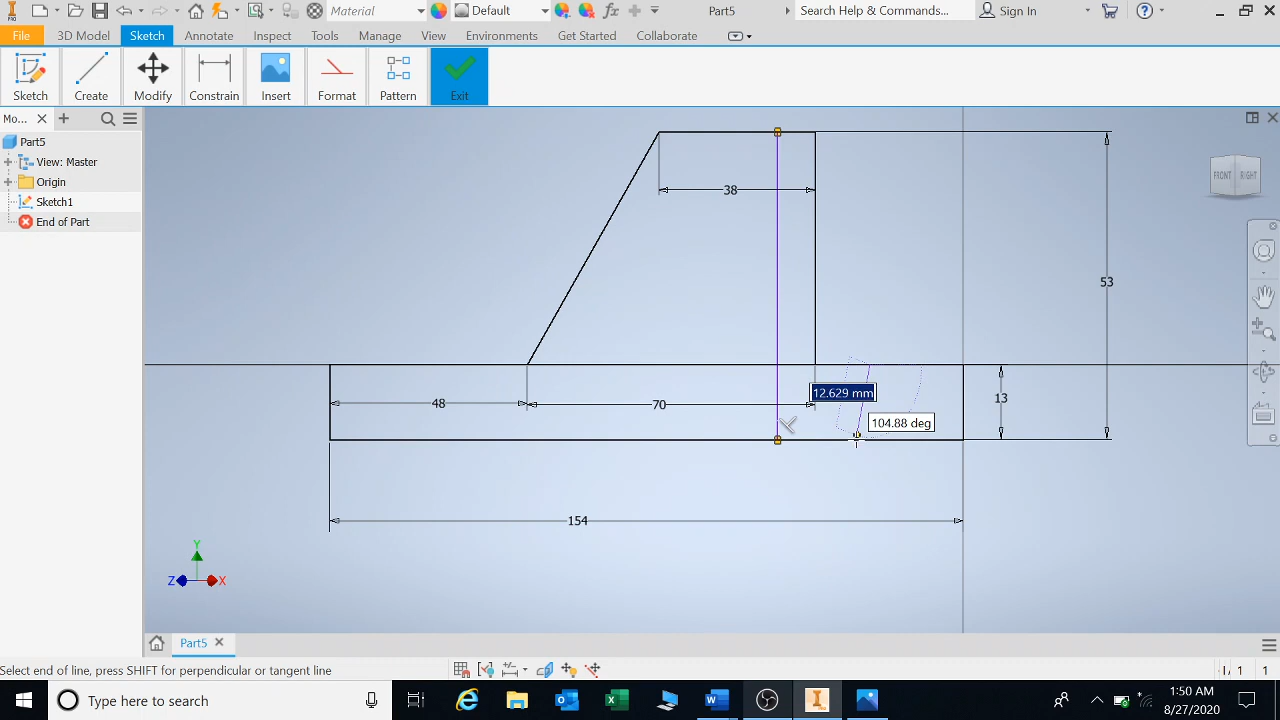 PRO Material Default Part5 Search Help & Commands... Sign In
File 3D Model Sketch Annotate Inspect Tools Manage View Environments Get Started Collaborate
Sketch Create Modify Constrain Insert Format Pattern Exit
Mo...
Part5
View: Master
Origin
Sketch1
End of Part
FRONT RIGHT
38
53
12.629 mm
48 70 13
104.88 deg
154
Y
Z X
Part5
Select end of line, press SHIFT for perpendicular or tangent line 1 1
Type here to search
1:50 AM
8/27/2020